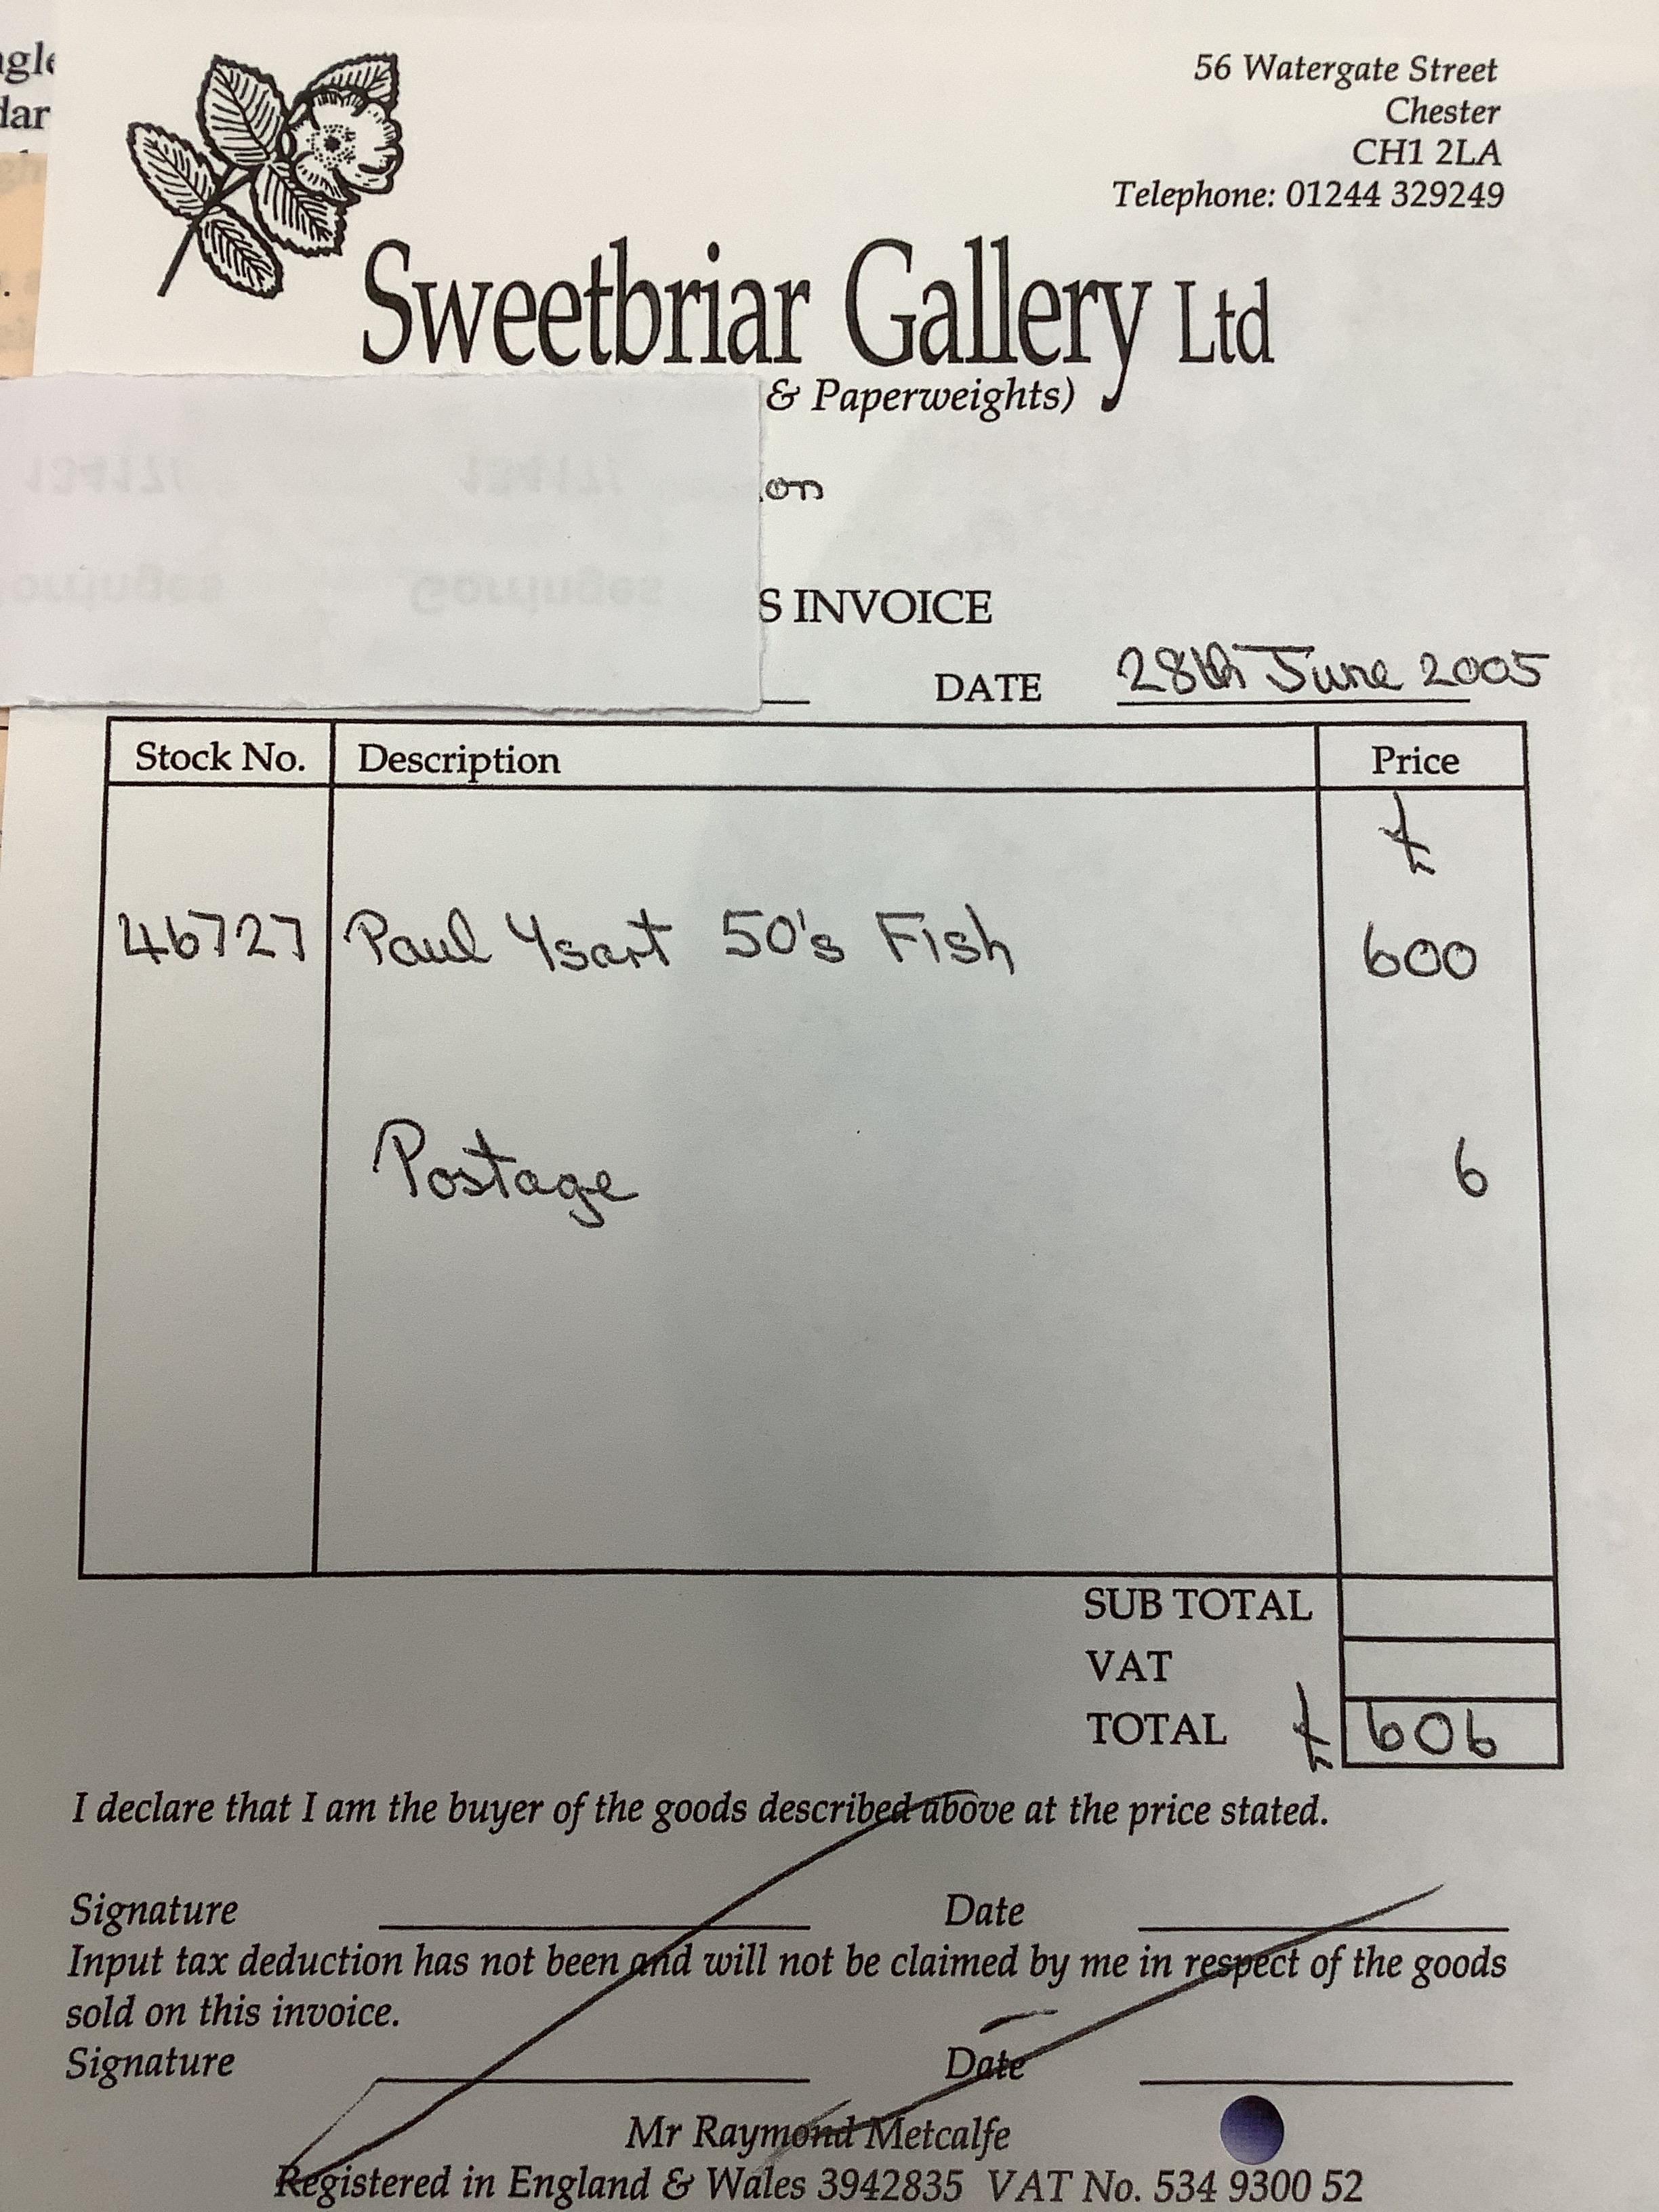 56 Watergate Street
Chester
CH1 2LA
Telephone: 01244 329249
Sweetbriar Gallery Ltd
& Paperweights)
on
S INVOICE
DATE 28th June 2005
Stock No. Description Price
£
46727 Paul Ysart 50's Fish 600
Postage 6
SUB TOTAL
VAT
TOTAL £ 606
I declare that I am the buyer of the goods described above at the price stated.
Signature Date
Input tax deduction has not been and will not be claimed by me in respect of the goods
sold on this invoice.
Signature Date
Mr Raymond Metcalfe
Registered in England & Wales 3942835 VAT No. 534 9300 52